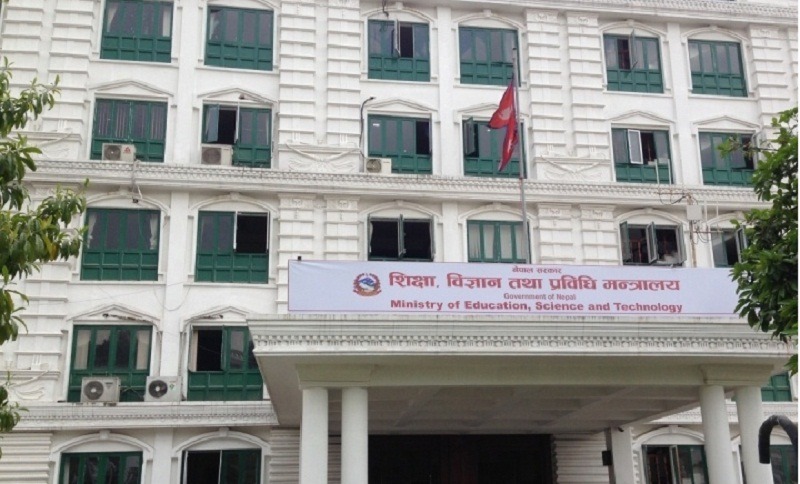 नेपाल सरकार
शिक्षा, विज्ञान तथा प्रविधि मन्त्रालय
Government of Nepal
Ministry of Education, Science and Technology